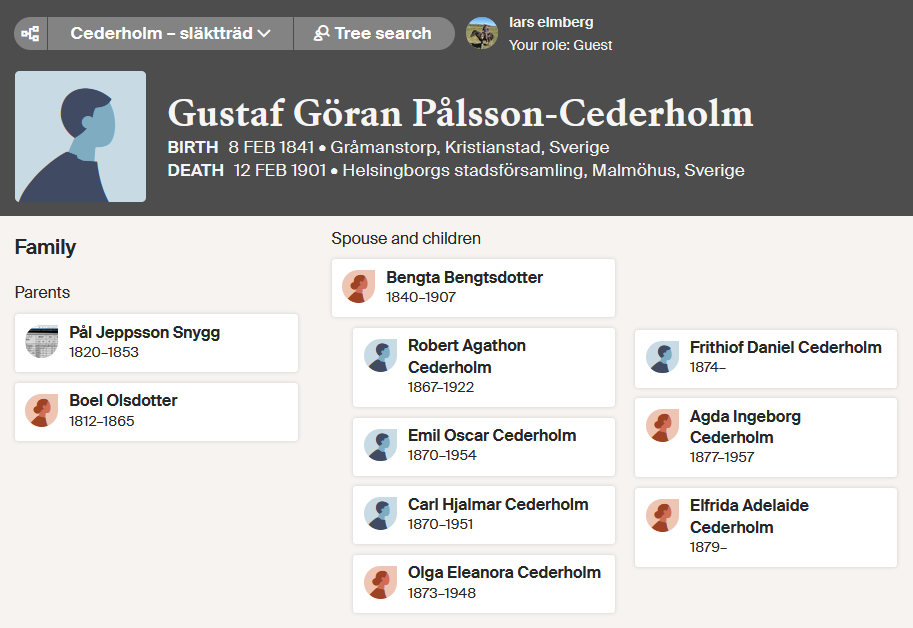 Cederholm – släktträd
Tree search
lars elmberg
Your role: Guest
Gustaf Göran Pålsson-Cederholm
BIRTH 8 FEB 1841 • Gråmanstorp, Kristianstad, Sverige
DEATH 12 FEB 1901 • Helsingborgs stadsförsamling, Malmöhus, Sverige
Family
Parents
Pål Jeppsson Snygg
1820–1853
Boel Olsdotter
1812–1865
Spouse and children
Bengta Bengtsdotter
1840–1907
Robert Agathon
Cederholm
1867–1922
Emil Oscar Cederholm
1870–1954
Carl Hjalmar Cederholm
1870–1951
Olga Eleanora Cederholm
1873–1948
Frithiof Daniel Cederholm
1874–
Agda Ingeborg
Cederholm
1877–1957
Elfrida Adelaide
Cederholm
1879–